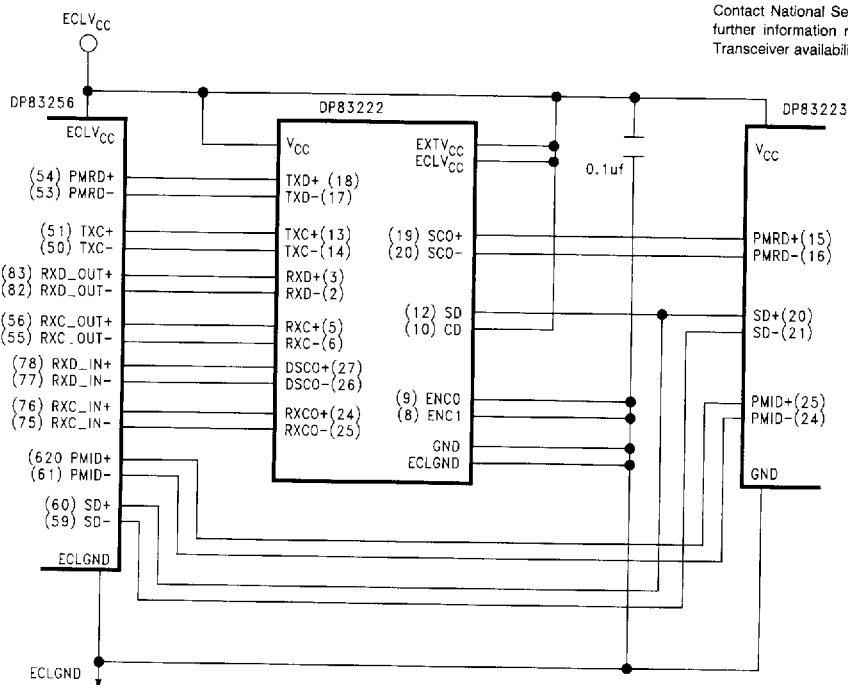 Contact National Se
further information r
Transceiver availabili
ECLVCC
DP83256
DP83222
DP83223
ECLVCC
(54) PMRD+
(53) PMRD-
(51) TXC+
(50) TXC-
(83) RXD_OUT+
(82) RXD_OUT-
(56) RXC_OUT+
(55) RXC_OUT-
(78) RXD_IN+
(77) RXD_IN-
(76) RXC_IN+
(75) RXC_IN-
(620 PMID+
(61) PMID-
(60) SD+
(59) SD-
ECLGND
VCC
TXD+ (18)
TXD-(17)
TXC+(13)
TXC-(14)
RXD+(3)
RXD-(2)
RXC+(5)
RXC-(6)
DSCO+(27)
DSCO-(26)
RXCO+(24)
RXCO-(25)
EXTVCC
ECLVCC
(19) SCO+
(20) SCO-
(12) SD
(10) CD
(9) ENC0
(8) ENC1
GND
ECLGND
0.1uf
VCC
PMRD+(15)
PMRD-(16)
SD+(20)
SD-(21)
PMID+(25)
PMID-(24)
GND
ECLGND